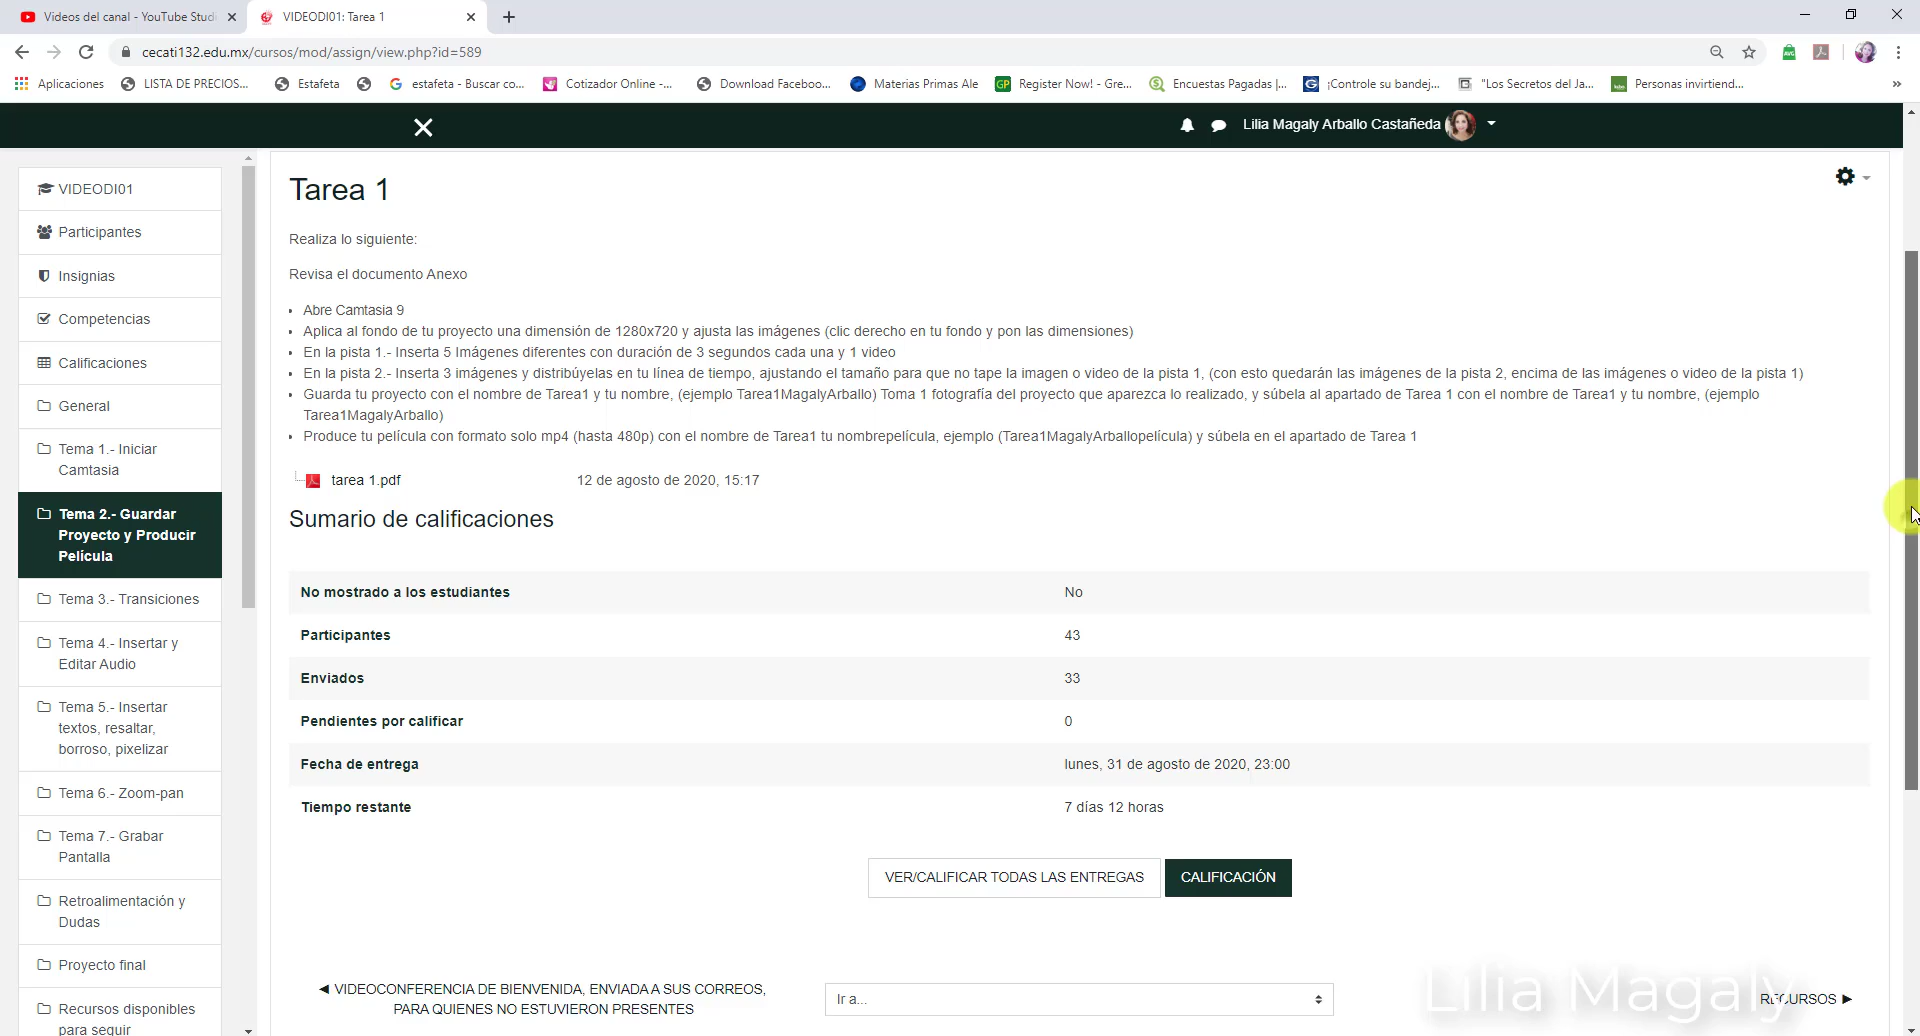 Videos del canal - YouTube Studi
VIDEODI01: Tarea 1
cecati132.edu.mx/cursos/mod/assign/view.php?id=589
Aplicaciones
LISTA DE PRECIOS...
Estafeta
estafeta - Buscar co...
Cotizador Online -...
Download Faceboo...
Materias Primas Ale
Register Now! - Gre...
Encuestas Pagadas |...
¡Controle su bandej...
"Los Secretos del Ja...
Personas invirtiend...
»
Lilia Magaly Arballo Castañeda
VIDEODI01
Participantes
Insignias
Competencias
Calificaciones
General
Tema 1.- Iniciar
Camtasia
Tema 2.- Guardar
Proyecto y Producir
Película
Tema 3.- Transiciones
Tema 4.- Insertar y
Editar Audio
Tema 5.- Insertar
textos, resaltar,
borroso, pixelizar
Tema 6.- Zoom-pan
Tema 7.- Grabar
Pantalla
Retroalimentación y
Dudas
Proyecto final
Recursos disponibles
para seguir
Tarea 1
Realiza lo siguiente:
Revisa el documento Anexo
• Abre Camtasia 9
• Aplica al fondo de tu proyecto una dimensión de 1280x720 y ajusta las imágenes (clic derecho en tu fondo y pon las dimensiones)
• En la pista 1.- Inserta 5 Imágenes diferentes con duración de 3 segundos cada una y 1 video
• En la pista 2.- Inserta 3 imágenes y distribúyelas en tu línea de tiempo, ajustando el tamaño para que no tape la imagen o video de la pista 1, (con esto quedarán las imágenes de la pista 2, encima de las imágenes o video de la pista 1)
• Guarda tu proyecto con el nombre de Tarea1 y tu nombre, (ejemplo Tarea1MagalyArballo) Toma 1 fotografía del proyecto que aparezca lo realizado, y súbela al apartado de Tarea 1 con el nombre de Tarea1 y tu nombre, (ejemplo
Tarea1MagalyArballo)
• Produce tu película con formato solo mp4 (hasta 480p) con el nombre de Tarea1 tu nombrepelícula, ejemplo (Tarea1MagalyArballopelícula) y súbela en el apartado de Tarea 1
tarea 1.pdf 12 de agosto de 2020, 15:17
Sumario de calificaciones
No mostrado a los estudiantes No
Participantes 43
Enviados 33
Pendientes por calificar 0
Fecha de entrega lunes, 31 de agosto de 2020, 23:00
Tiempo restante 7 días 12 horas
VER/CALIFICAR TODAS LAS ENTREGAS CALIFICACIÓN
◄ VIDEOCONFERENCIA DE BIENVENIDA, ENVIADA A SUS CORREOS,
PARA QUIENES NO ESTUVIERON PRESENTES
Ir a...
RECURSOS ►
Lilia Magaly